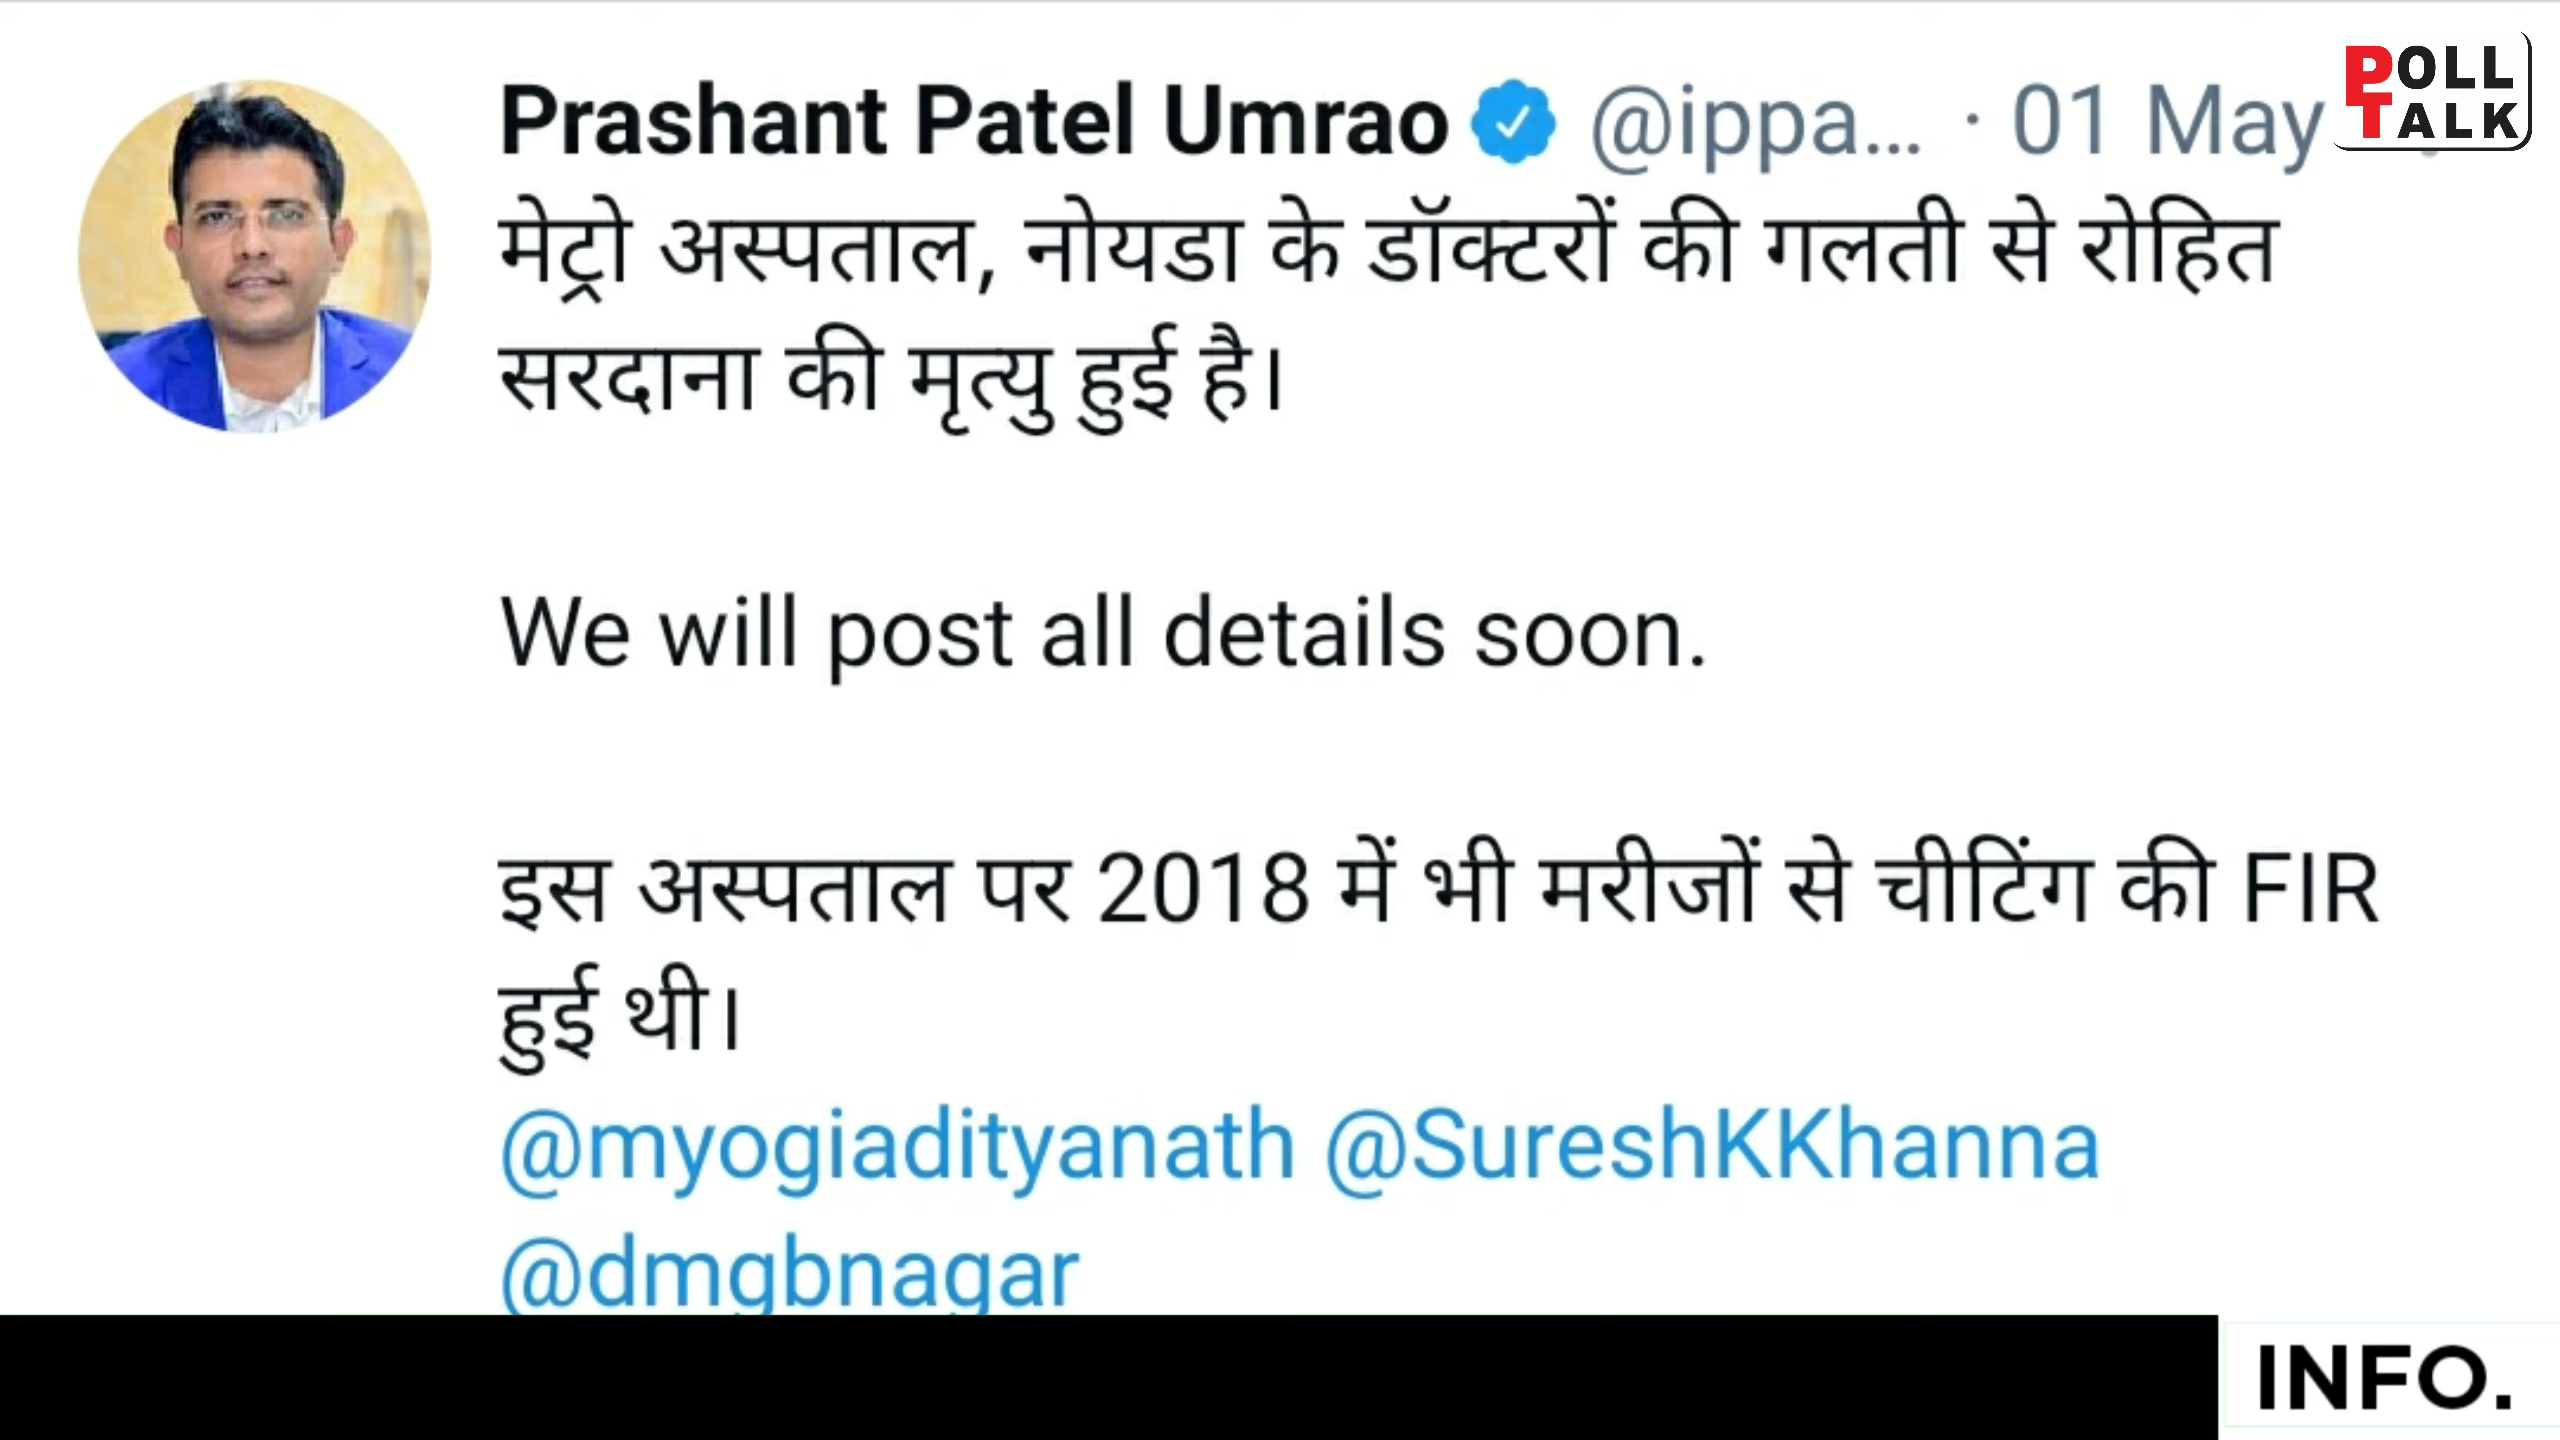 Prashant Patel Umrao @ippa... · 01 May
POLL
TALK
मेट्रो अस्पताल, नोयडा के डॉक्टरों की गलती से रोहित
सरदाना की मृत्यु हुई है।
We will post all details soon.
इस अस्पताल पर 2018 में भी मरीजों से चीटिंग की FIR
हुई थी।
@myogiadityanath @SureshKKhanna
@dmgbnagar
INFO.